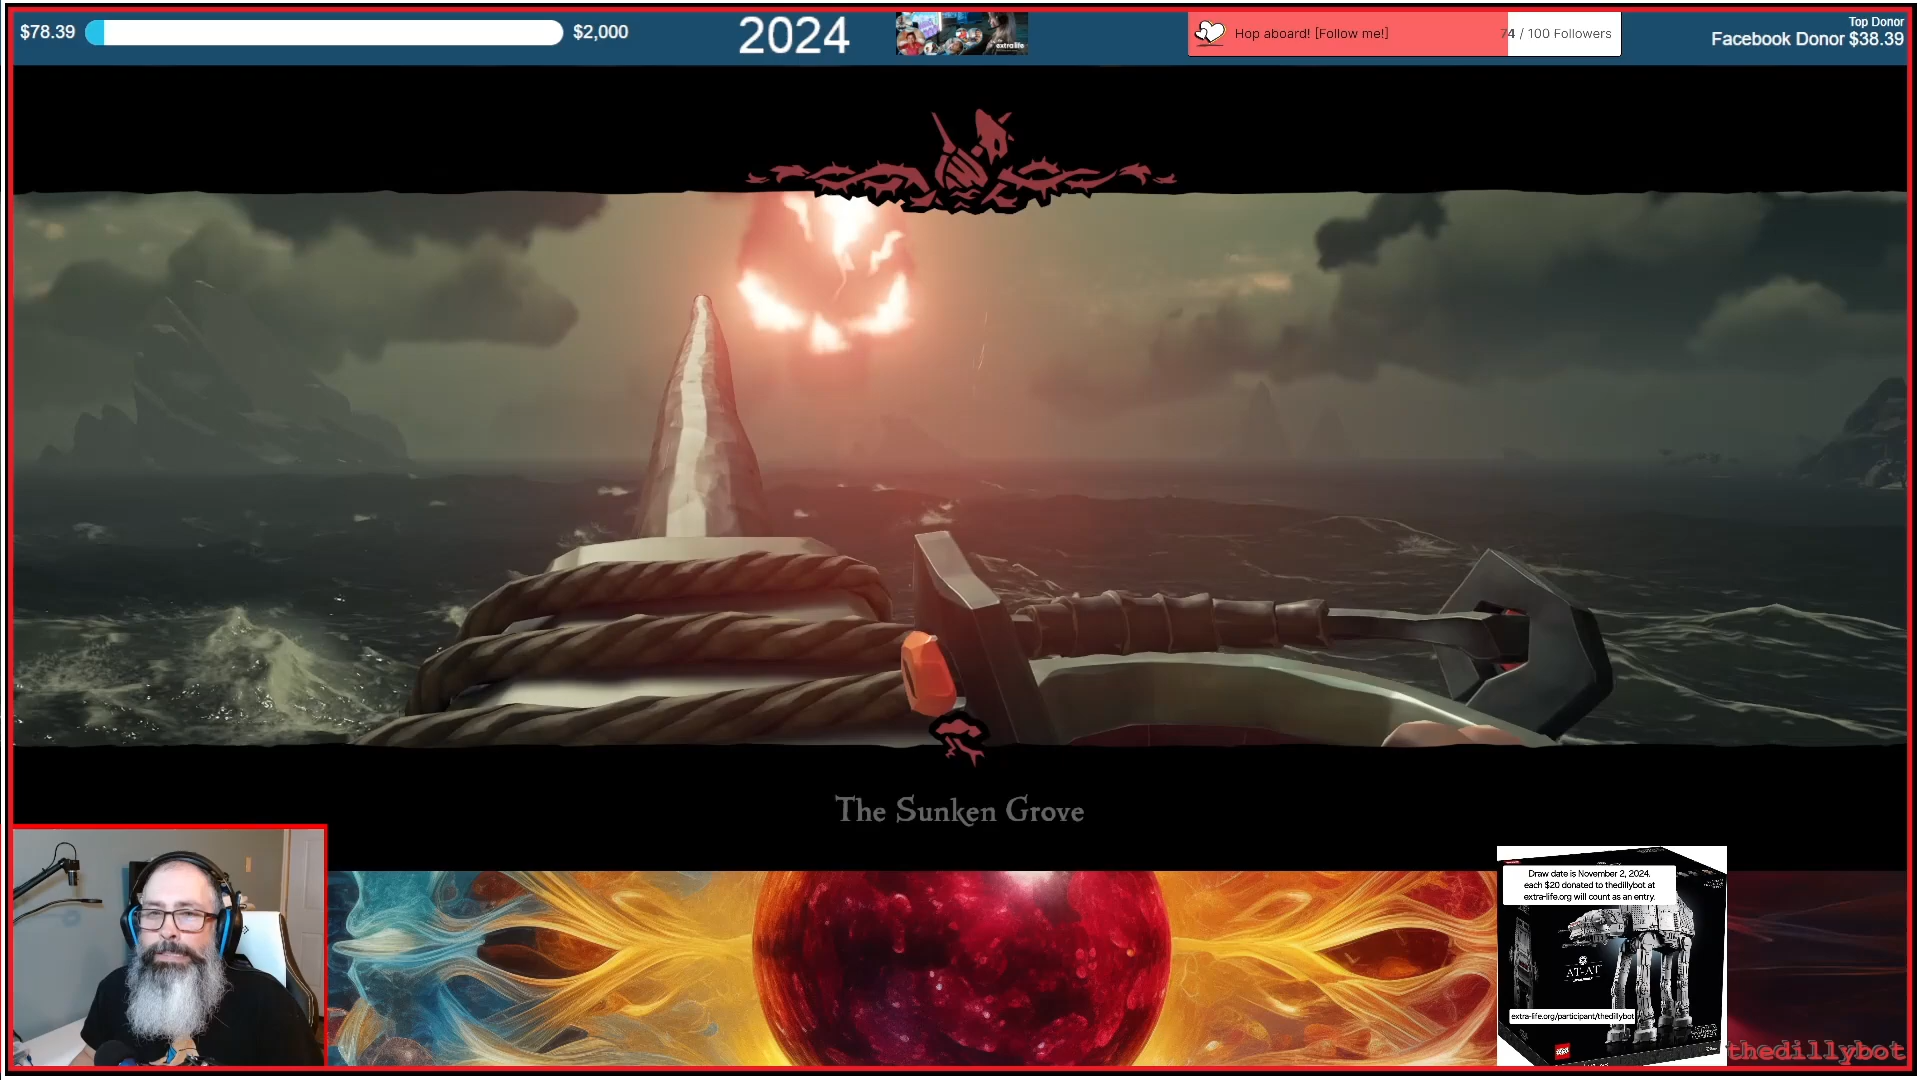 $78.39
$2,000
2024
extralife
Hop aboard! [Follow me!]
74 / 100 Followers
Top Donor
Facebook Donor $38.39
The Sunken Grove
Draw date is November 2, 2024.
each $20 donated to thedillybot at
extra-life.org will count as an entry.
AT-AT
extra-life.org/participant/thedillybot
LEGO
thedillybot